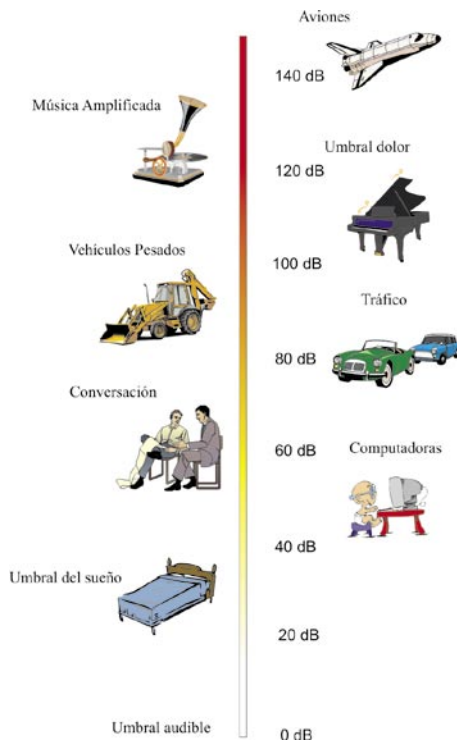 Aviones
140 dB
Música Amplificada
Umbral dolor
120 dB
Vehículos Pesados
100 dB
Tráfico
80 dB
Conversación
60 dB
Computadoras
40 dB
Umbral del sueño
20 dB
Umbral audible
0 dB